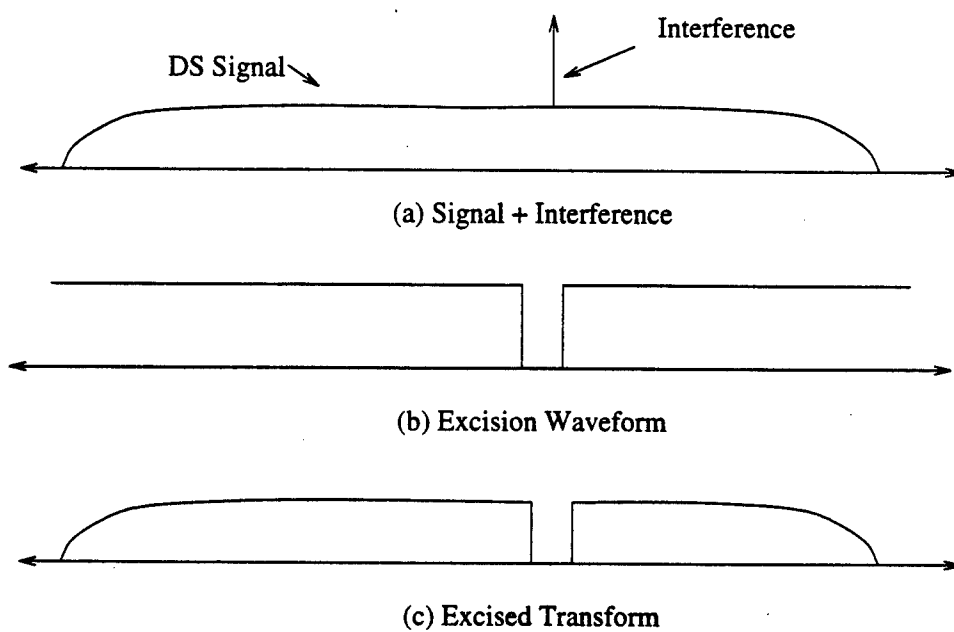 Interference
DS Signal
(a) Signal + Interference
(b) Excision Waveform
(c) Excised Transform